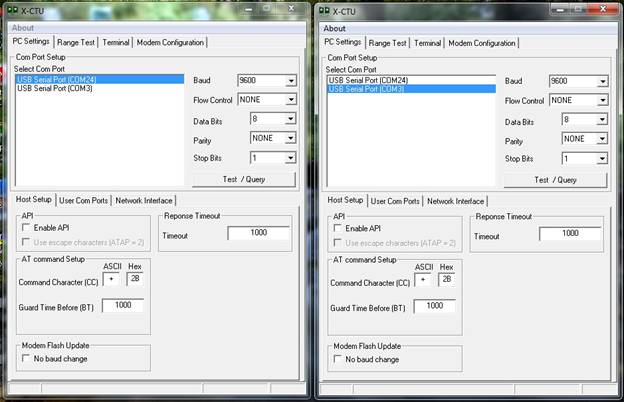 X-CTU
About
PC Settings Range Test Terminal Modem Configuration
Com Port Setup
Select Com Port
USB Serial Port (COM24)
USB Serial Port (COM3)
Baud 9600
Flow Control NONE
Data Bits 8
Parity NONE
Stop Bits 1
Test / Query
Host Setup User Com Ports Network Interface
API
Enable API
Use escape characters (ATAP = 2)
Reponse Timeout
Timeout 1000
AT command Setup
ASCII Hex
Command Character (CC) + 2B
Guard Time Before (BT) 1000
Modem Flash Update
No baud change
X-CTU
About
PC Settings Range Test Terminal Modem Configuration
Com Port Setup
Select Com Port
USB Serial Port (COM24)
USB Serial Port (COM3)
Baud 9600
Flow Control NONE
Data Bits 8
Parity NONE
Stop Bits 1
Test / Query
Host Setup User Com Ports Network Interface
API
Enable API
Use escape characters (ATAP = 2)
Reponse Timeout
Timeout 1000
AT command Setup
ASCII Hex
Command Character (CC) + 2B
Guard Time Before (BT) 1000
Modem Flash Update
No baud change